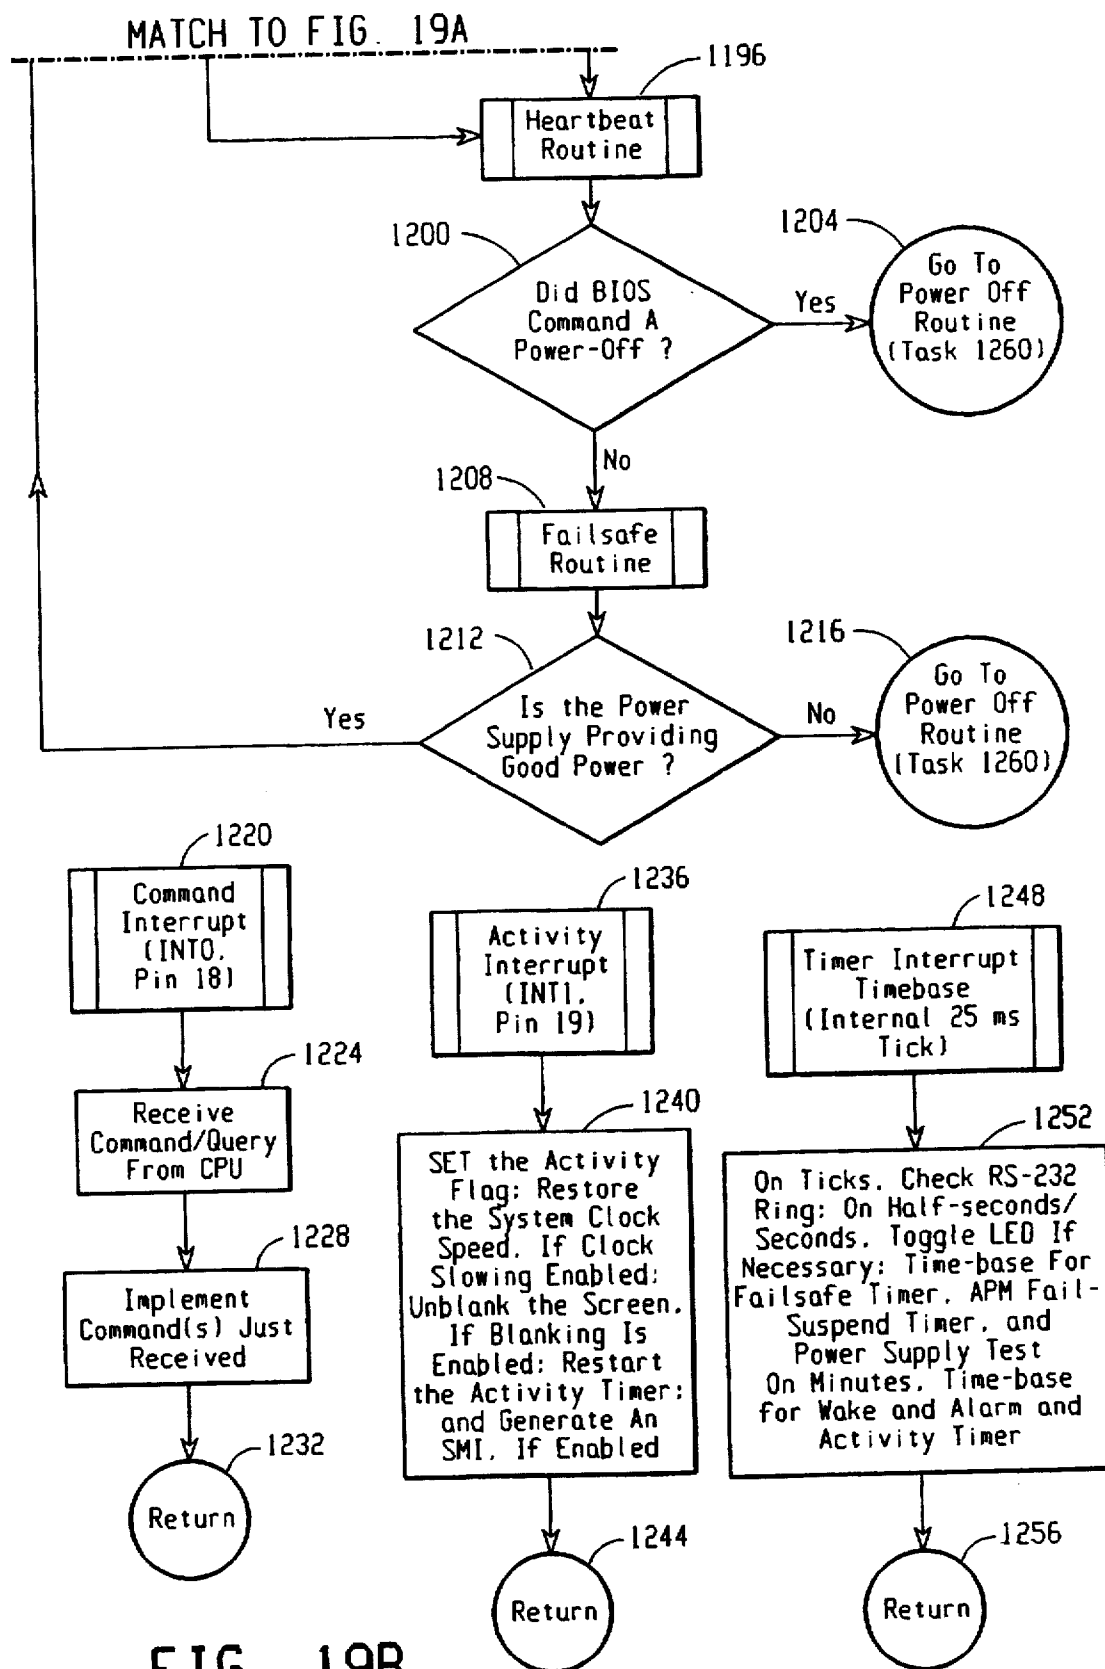 MATCH TO FIG. 19A
1196
Heartbeat
Routine
1200
Did BIOS
Command A
Power-Off ?
Yes
1204
Go To
Power Off
Routine
(Task 1260)
No
1208
Failsafe
Routine
1212
Is the Power
Supply Providing
Good Power ?
Yes
No
1216
Go To
Power Off
Routine
(Task 1260)
1220
Command
Interrupt
(INT0,
Pin 18)
1224
Receive
Command/Query
From CPU
1228
Implement
Command(s) Just
Received
1232
Return
1236
Activity
Interrupt
(INT1,
Pin 19)
1240
SET the Activity
Flag; Restore
the System Clock
Speed, If Clock
Slowing Enabled;
Unblank the Screen,
If Blanking Is
Enabled; Restart
the Activity Timer;
and Generate An
SMI, If Enabled
1244
Return
1248
Timer Interrupt
Timebase
(Internal 25 ms
Tick)
1252
On Ticks, Check RS-232
Ring; On Half-seconds/
Seconds, Toggle LED If
Necessary; Time-base For
Failsafe Timer, APM Fail-
Suspend Timer, and
Power Supply Test
On Minutes, Time-base
for Wake and Alarm and
Activity Timer
1256
Return
FIG. 19B